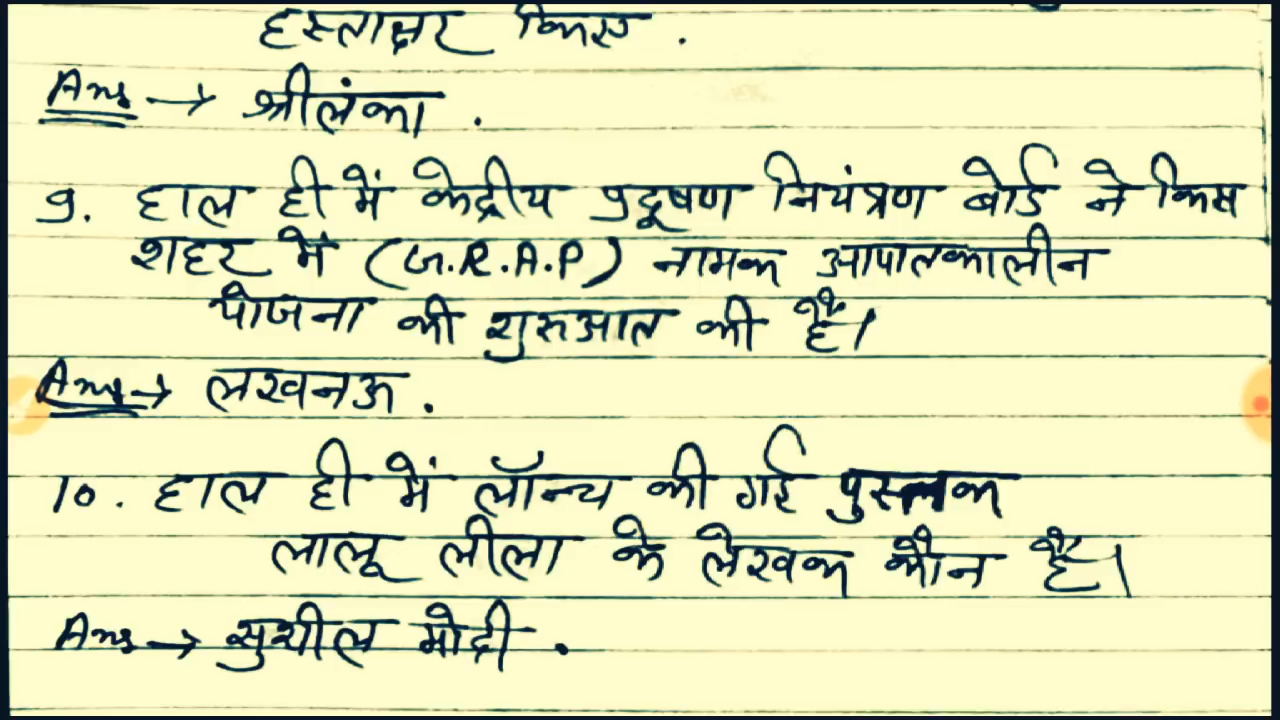 हस्ताक्षर किए .
Ans → श्रीलंका .
9. हाल ही में केद्रीय प्रदूषण नियंत्रण बोर्ड ने किस
शहर में (G.R.A.P) नामक आपातकालीन
योजना की शुरुआत की है।
Ans → लखनऊ .
10. हाल ही में लॉन्च की गई पुस्तक
लालू लीला के लेखक कौन है।
Ans → सुशील मोदी .